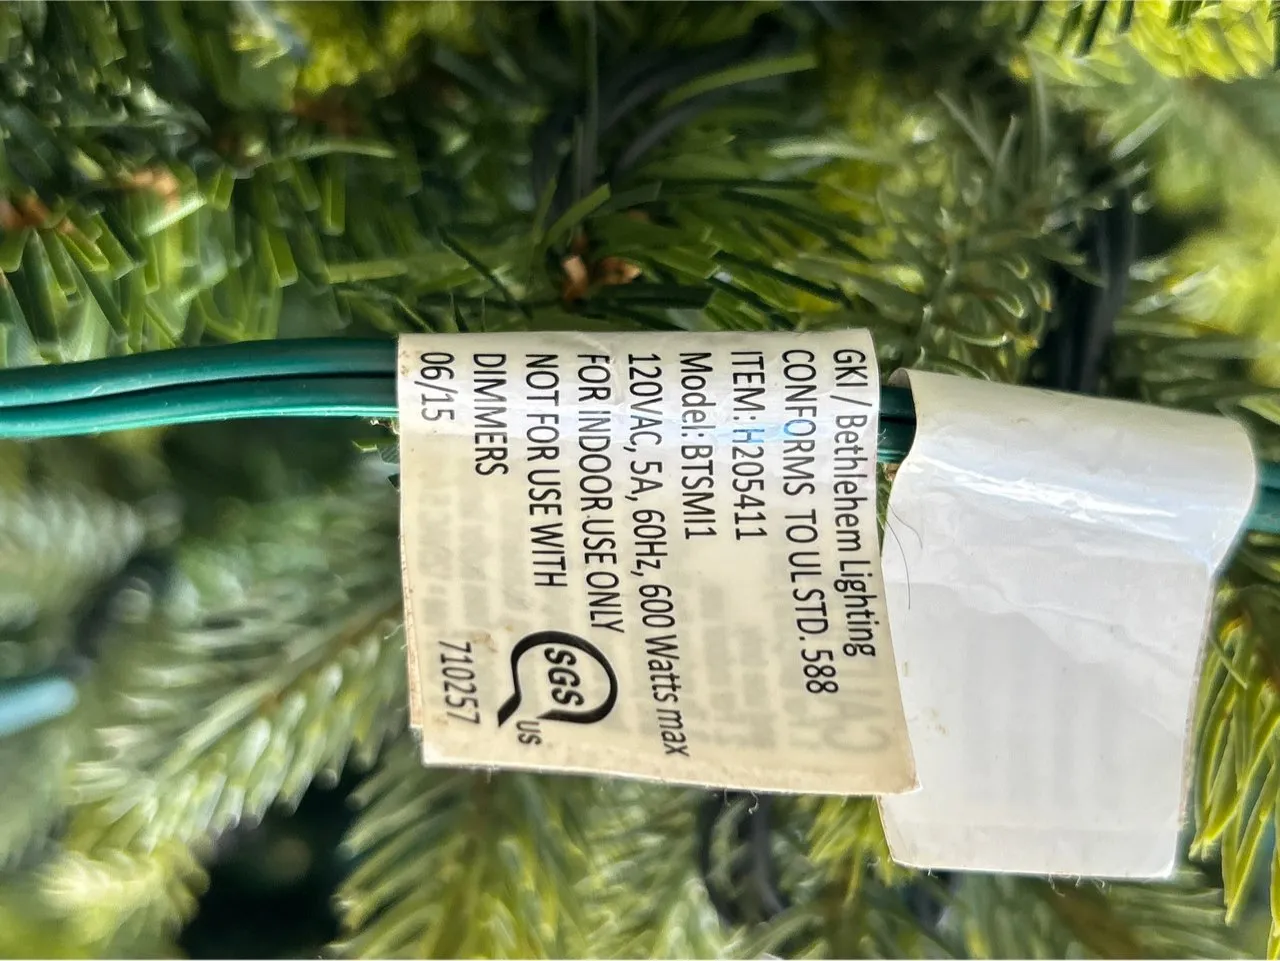 GKI / Bethlehem Lighting
CONFORMS TO UL STD. 588
ITEM: H205411
Model: BTSMI1
120VAC, 5A, 60Hz, 600 Watts max
FOR INDOOR USE ONLY
NOT FOR USE WITH
DIMMERS
06/15
SGS
US
710257